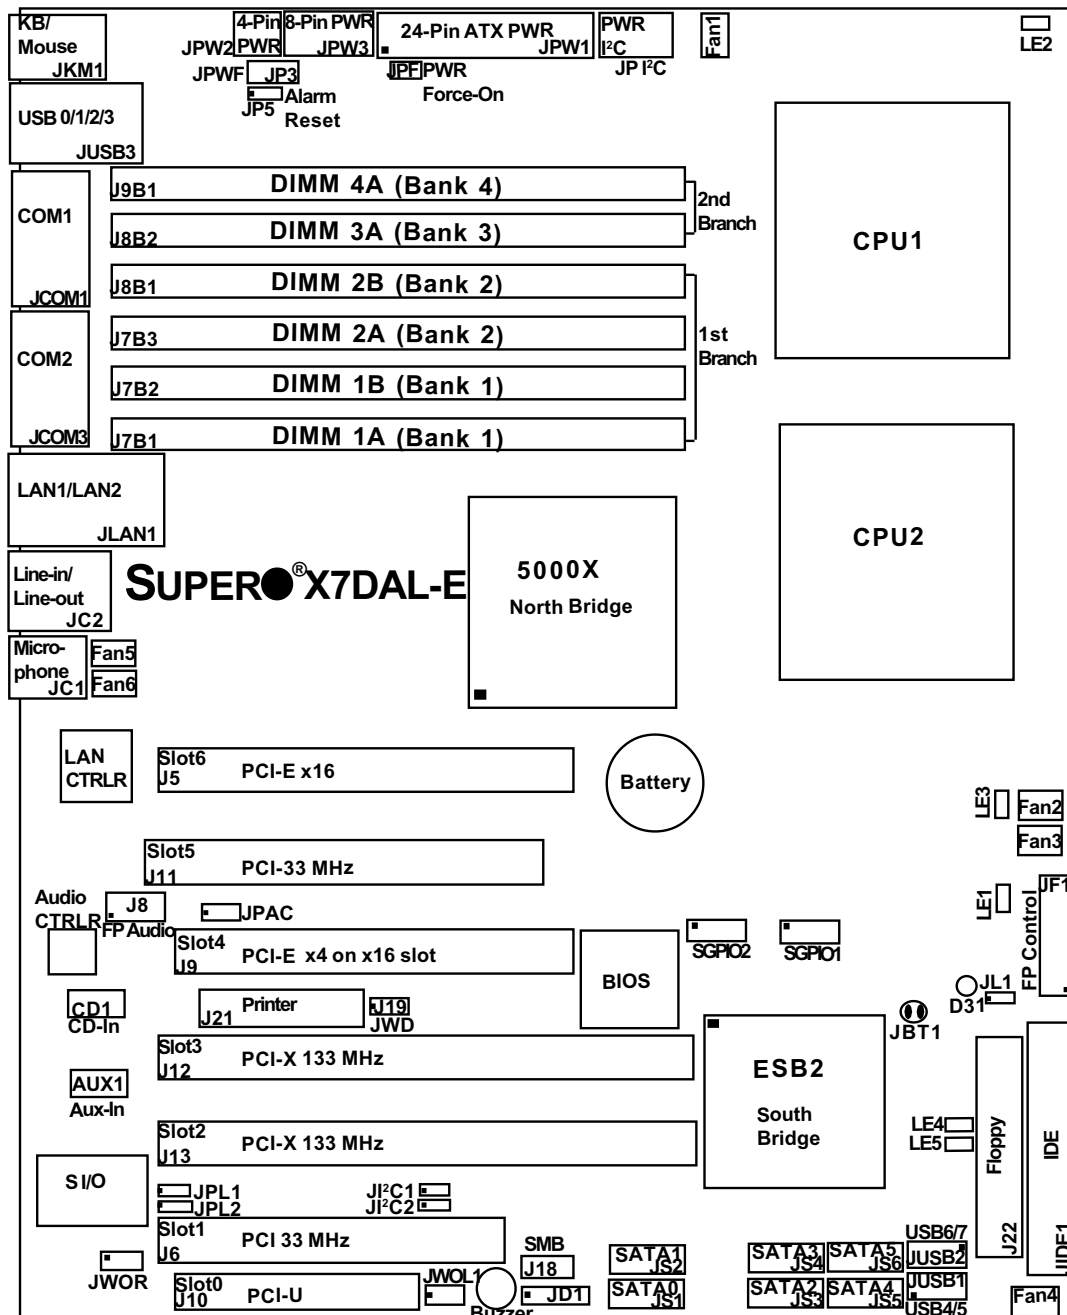 KB/
Mouse
JKM1
4-Pin
PWR
JPW2
8-Pin PWR
JPW3
24-Pin ATX PWR
JPW1
PWR
I²C
JP I²C
Fan1
LE2
JPWF
JP3
JP5
Alarm
Reset
JPF
PWR
Force-On
USB 0/1/2/3
JUSB3
J9B1
DIMM 4A (Bank 4)
J8B2
DIMM 3A (Bank 3)
2nd
Branch
J8B1
DIMM 2B (Bank 2)
J7B3
DIMM 2A (Bank 2)
J7B2
DIMM 1B (Bank 1)
J7B1
DIMM 1A (Bank 1)
1st
Branch
COM1
JCOM1
COM2
JCOM3
CPU1
CPU2
LAN1/LAN2
JLAN1
Line-in/
Line-out
JC2
SUPER®X7DAL-E
5000X
North Bridge
Micro-
phone
JC1
Fan5
Fan6
LAN
CTRLR
Slot6
J5
PCI-E x16
Battery
LE3
Fan2
Fan3
Slot5
J11
PCI-33 MHz
Audio
CTRLR
J8
FP Audio
JPAC
LE1
JF1
FP Control
Slot4
J9
PCI-E x4 on x16 slot
BIOS
SGPIO2
SGPIO1
CD1
CD-In
J21
Printer
J19
JWD
D31
JL1
JBT1
Slot3
J12
PCI-X 133 MHz
ESB2
South
Bridge
AUX1
Aux-In
Slot2
J13
PCI-X 133 MHz
LE4
LE5
Floppy
J22
IDE
JIDE1
SI/O
JPL1
JPL2
JI²C1
JI²C2
Slot1
J6
PCI 33 MHz
JWOR
Slot0
J10
PCI-U
JWOL1
Buzzer
SMB
J18
JD1
SATA1
JS2
SATA0
JS1
SATA3
JS4
SATA2
JS3
SATA5
JS6
SATA4
JS5
USB6/7
JUSB2
JUSB1
USB4/5
Fan4